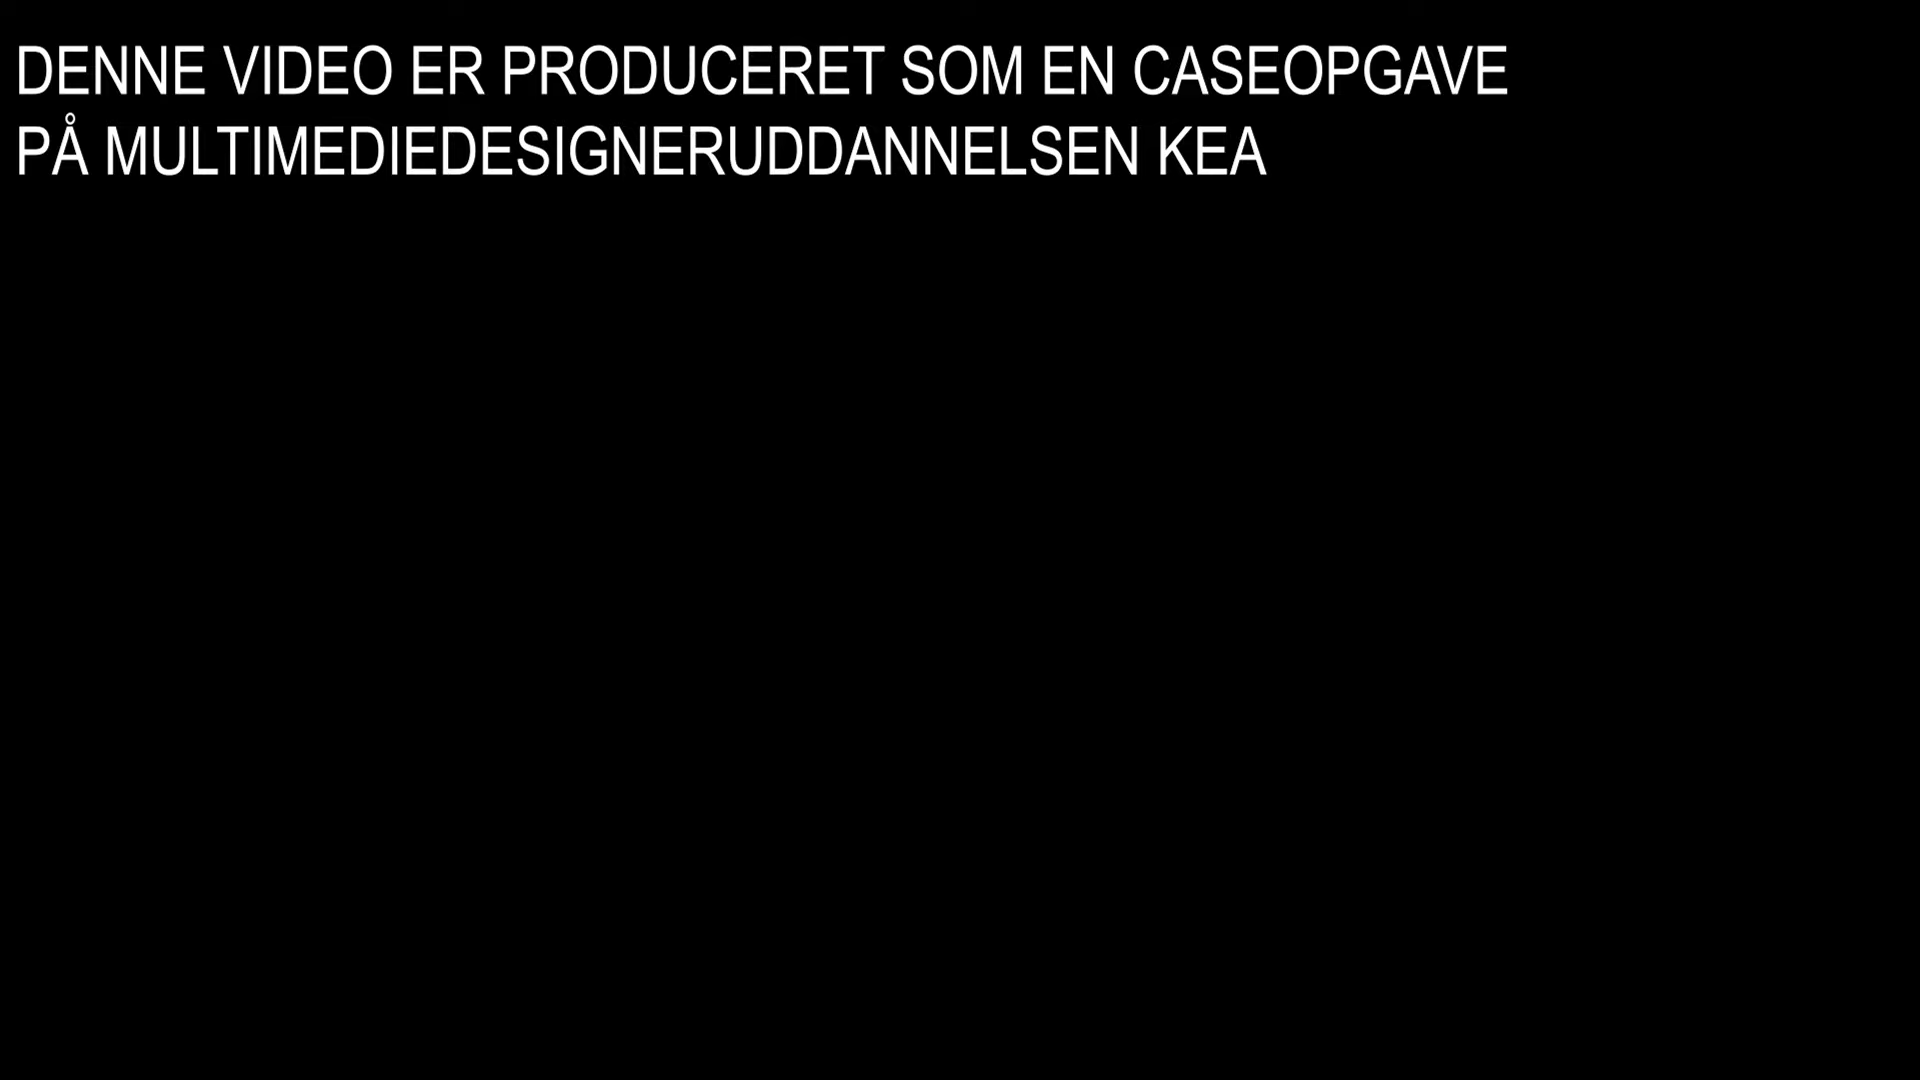 DENNE VIDEO ER PRODUCERET SOM EN CASEOPGAVE
PÅ MULTIMEDIEDESIGNERUDDANNELSEN KEA